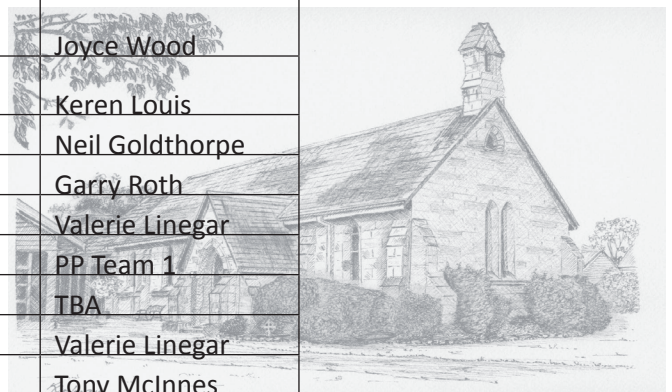 Joyce Wood
Keren Louis
Neil Goldthorpe
Garry Roth
Valerie Linegar
PP Team 1
TBA
Valerie Linegar
Tony McInnes